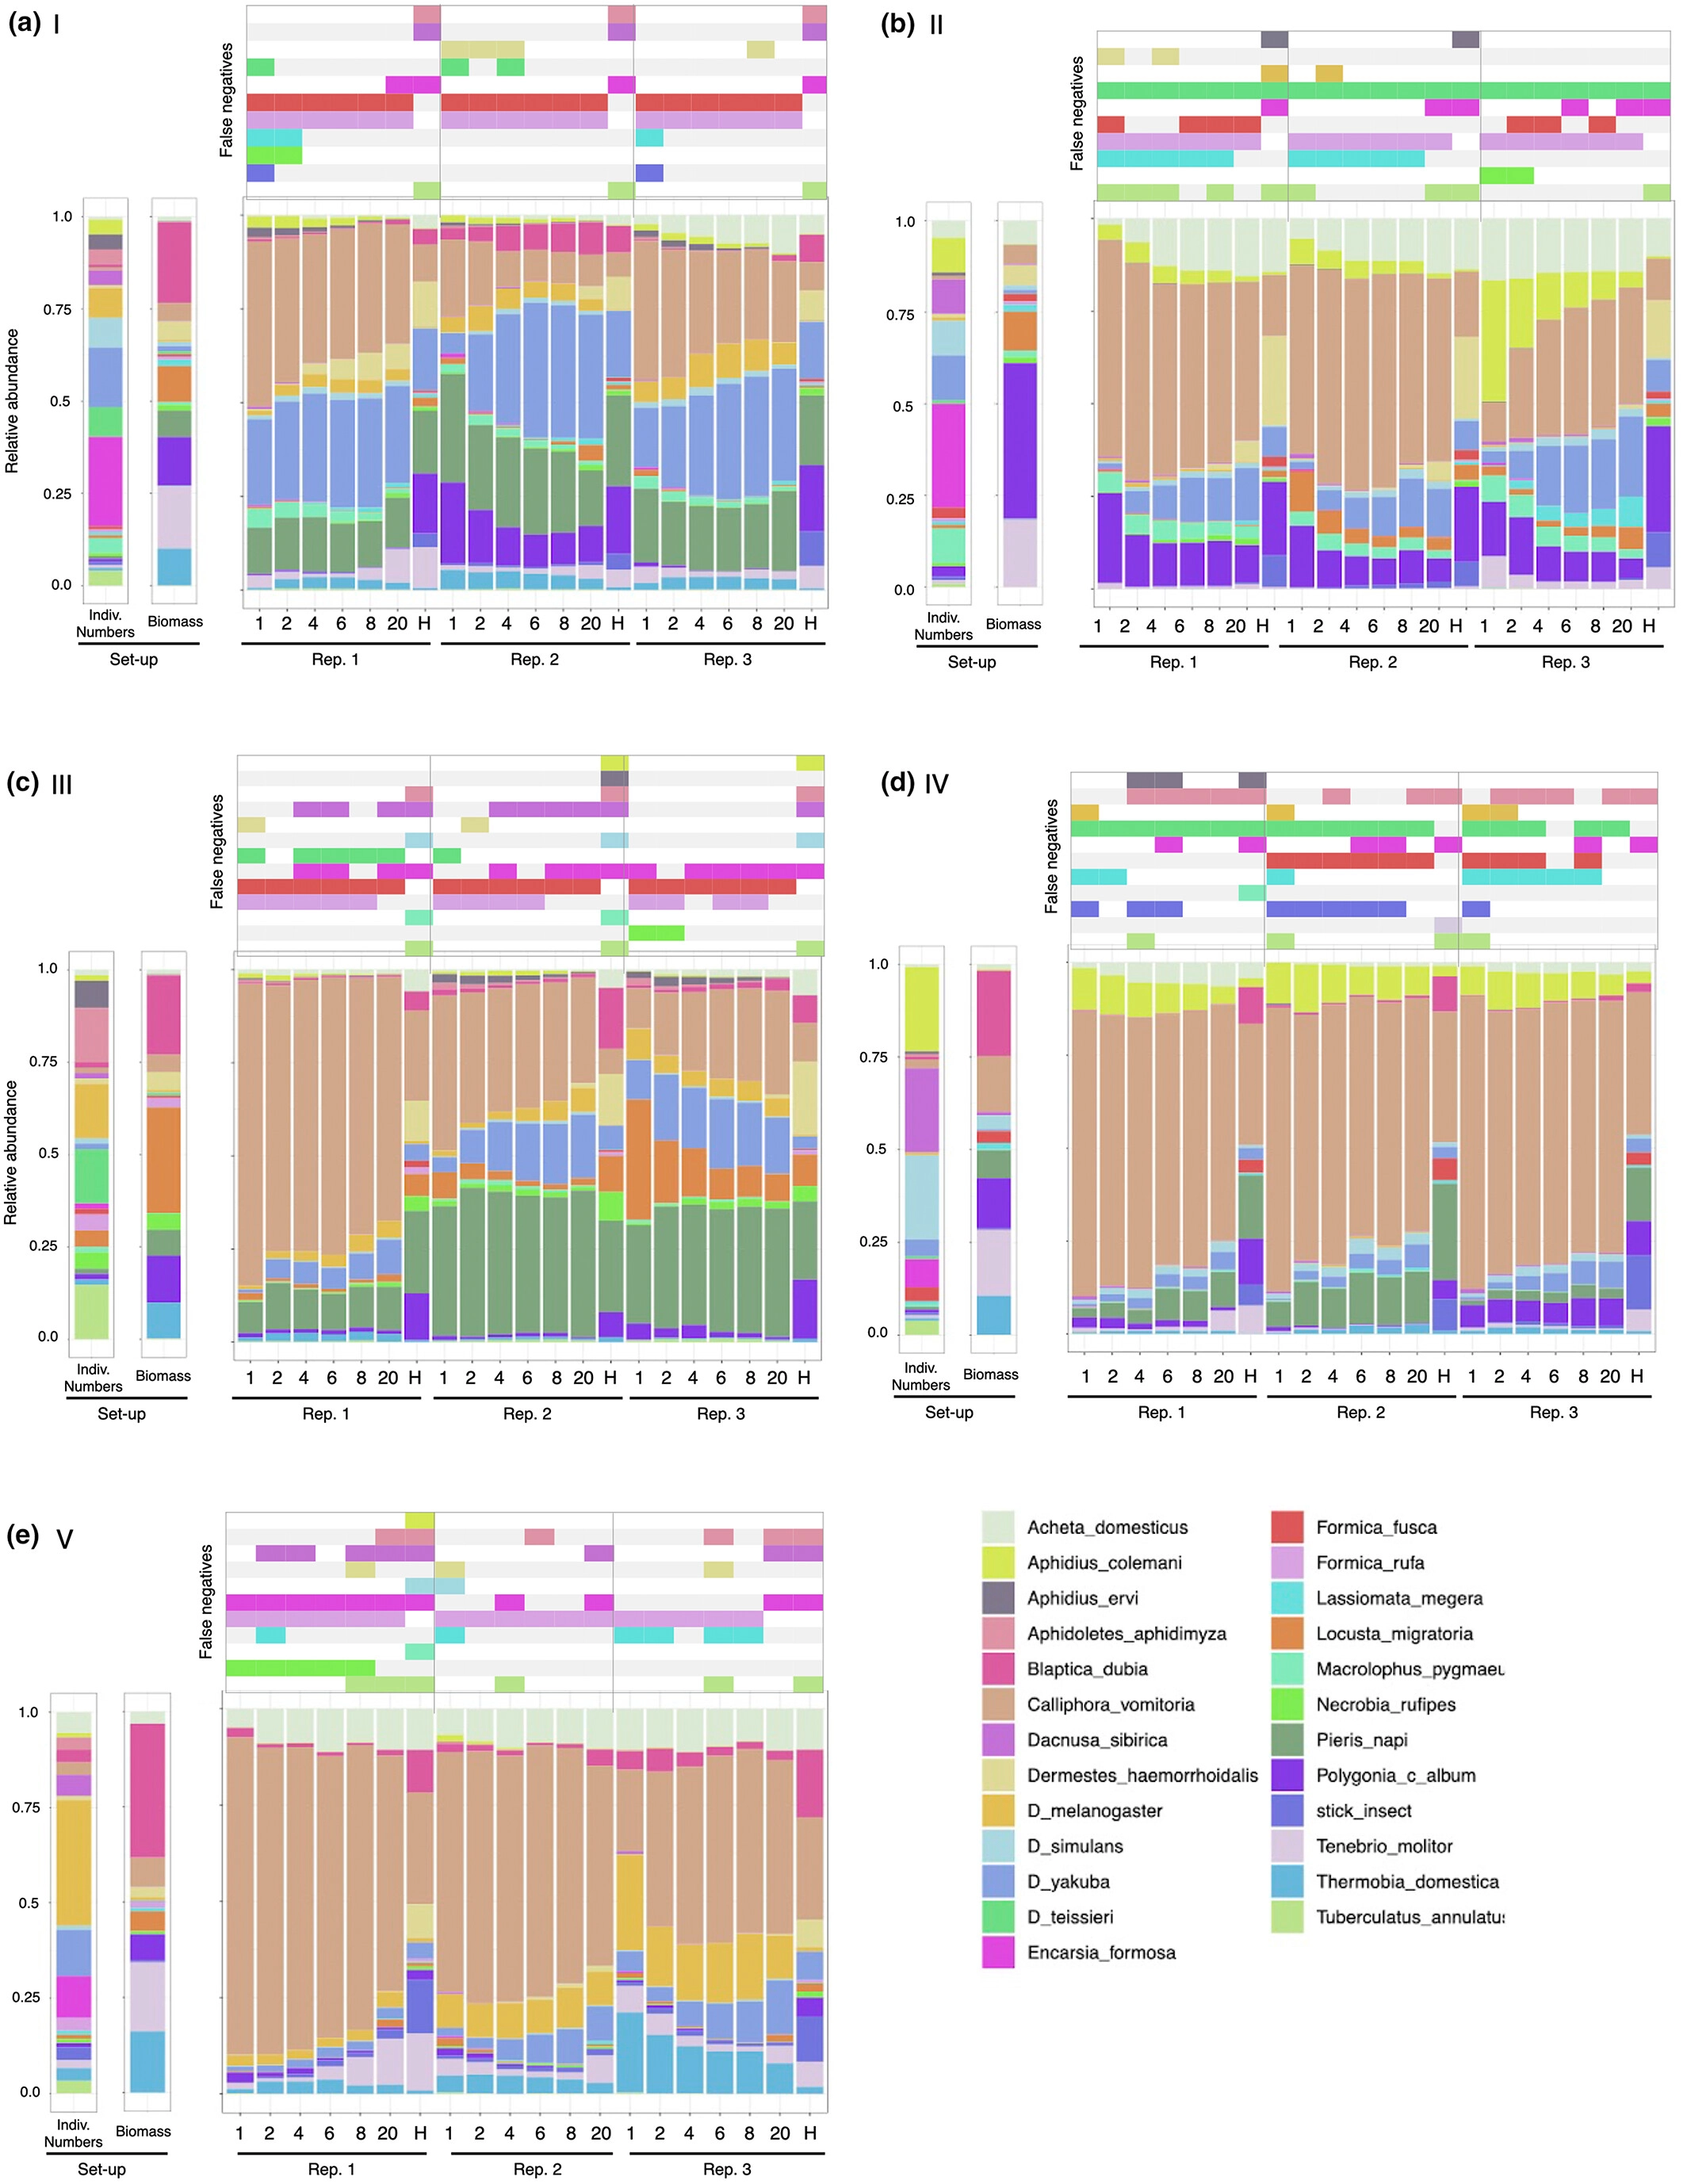 (a) I
False negatives
Relative abundance
1.0
0.75
0.5
0.25
0.0
Indiv. Numbers
Biomass
Set-up
1 2 4 6 8 20 H 1 2 4 6 8 20 H 1 2 4 6 8 20 H
Rep. 1 Rep. 2 Rep. 3
(b) II
False negatives
1.0
0.75
0.5
0.25
0.0
Indiv. Numbers
Biomass
Set-up
1 2 4 6 8 20 H 1 2 4 6 8 20 H 1 2 4 6 8 20 H
Rep. 1 Rep. 2 Rep. 3
(c) III
False negatives
Relative abundance
1.0
0.75
0.5
0.25
0.0
Indiv. Numbers
Biomass
Set-up
1 2 4 6 8 20 H 1 2 4 6 8 20 H 1 2 4 6 8 20 H
Rep. 1 Rep. 2 Rep. 3
(d) IV
False negatives
1.0
0.75
0.5
0.25
0.0
Indiv. Numbers
Biomass
Set-up
1 2 4 6 8 20 H 1 2 4 6 8 20 H 1 2 4 6 8 20 H
Rep. 1 Rep. 2 Rep. 3
(e) V
False negatives
1.0
0.75
0.5
0.25
0.0
Indiv. Numbers
Biomass
Set-up
1 2 4 6 8 20 H 1 2 4 6 8 20 1 2 4 6 8 20 H
Rep. 1 Rep. 2 Rep. 3
Acheta_domesticus
Aphidius_colemani
Aphidius_ervi
Aphidoletes_aphidimyza
Blaptica_dubia
Calliphora_vomitoria
Dacnusa_sibirica
Dermestes_haemorrhoidalis
D_melanogaster
D_simulans
D_yakuba
D_teissieri
Encarsia_formosa
Formica_fusca
Formica_rufa
Lassiomata_megera
Locusta_migratoria
Macrolophus_pygmaeu
Necrobia_rufipes
Pieris_napi
Polygonia_c_album
stick_insect
Tenebrio_molitor
Thermobia_domestica
Tuberculatus_annulatus